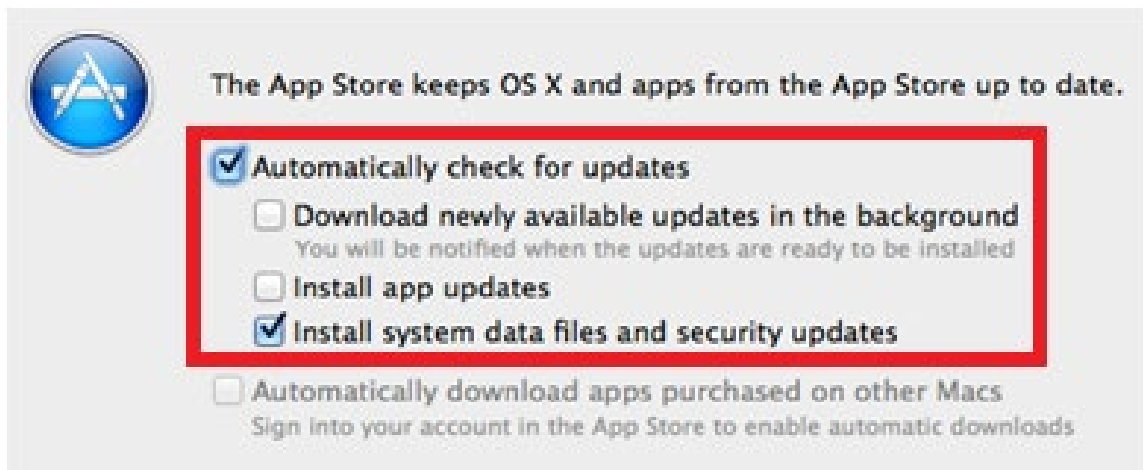 The App Store keeps OS X and apps from the App Store up to date.
Automatically check for updates
Download newly available updates in the background
You will be notified when the updates are ready to be installed
Install app updates
Install system data files and security updates
Automatically download apps purchased on other Macs
Sign into your account in the App Store to enable automatic downloads